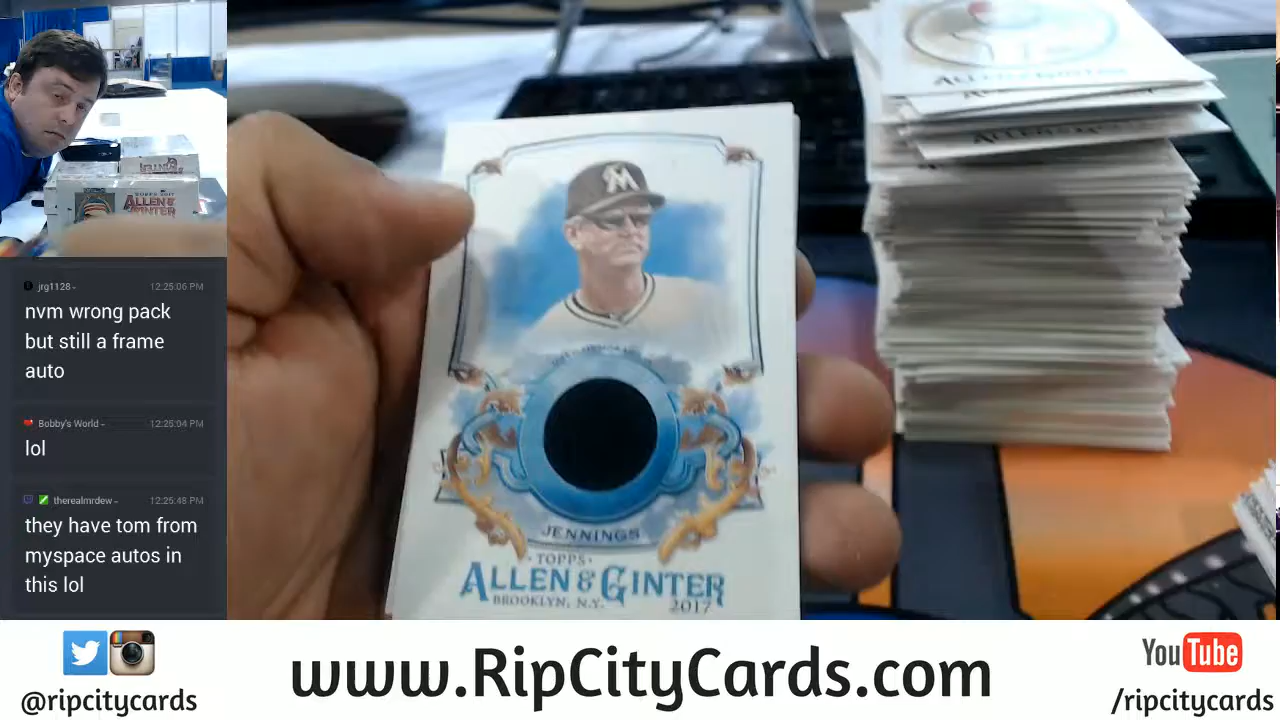 jrg1128
12:25:06 PM
nvm wrong pack
but still a frame
auto
Bobby's World
12:25:04 PM
lol
therealmrdew
12:25:48 PM
they have tom from
myspace autos in
this lol
ALLEN & GINTER
M
JENNINGS
· TOPPS ·
ALLEN & GINTER
BROOKLYN, N.Y.
2017
ALLEN & GINTER
@ripcitycards
www.RipCityCards.com
YouTube
/ripcitycards